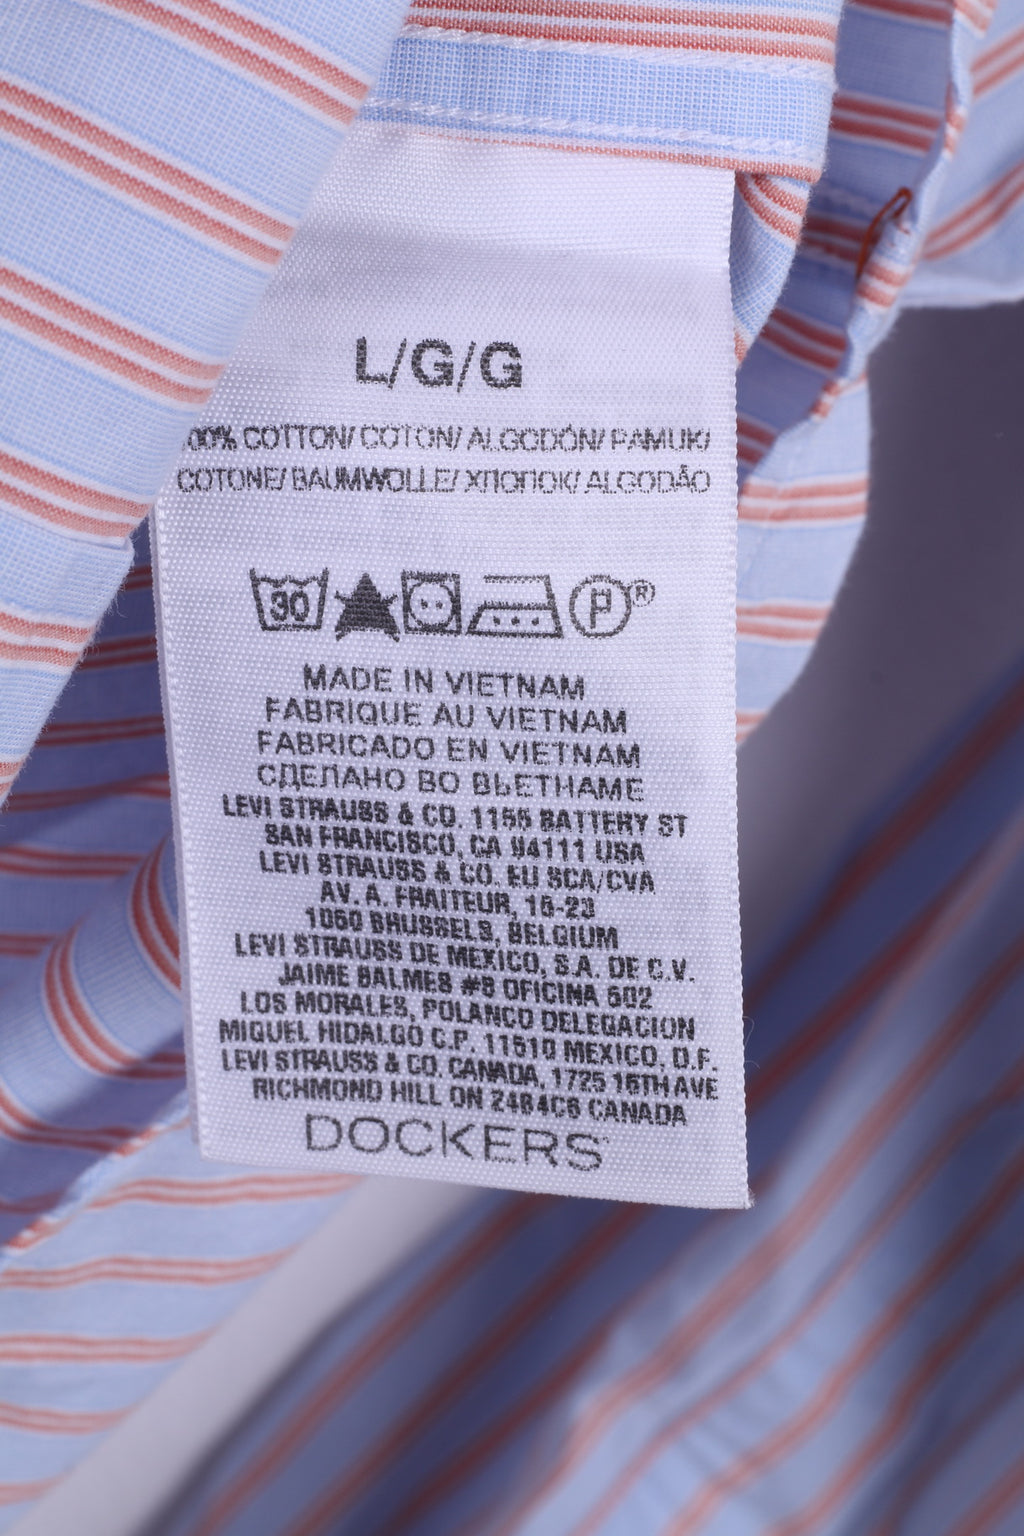 L/G/G
00% COTTON/ COTON/ ALGODÓN/ PAMUK/
COTONE/ BAUMWOLLE/ ХЛОПОК/ ALGODÃO
30 P®
MADE IN VIETNAM
FABRIQUE AU VIETNAM
FABRICADO EN VIETNAM
СДЕЛАНО ВО ВЬЕТНАМЕ
LEVI STRAUSS & CO. 1155 BATTERY ST
SAN FRANCISCO, CA 94111 USA
LEVI STRAUSS & CO. EU SCA/CVA
AV. A. FRAITEUR, 15-23
1050 BRUSSELS, BELGIUM
LEVI STRAUSS DE MEXICO, S.A. DE C.V.
JAIME BALMES #8 OFICINA 602
LOS MORALES, POLANCO DELEGACION
MIGUEL HIDALGO C.P. 11510 MEXICO, D.F.
LEVI STRAUSS & CO. CANADA, 1725 16TH AVE
RICHMOND HILL ON Z4B4C6 CANADA
DOCKERS